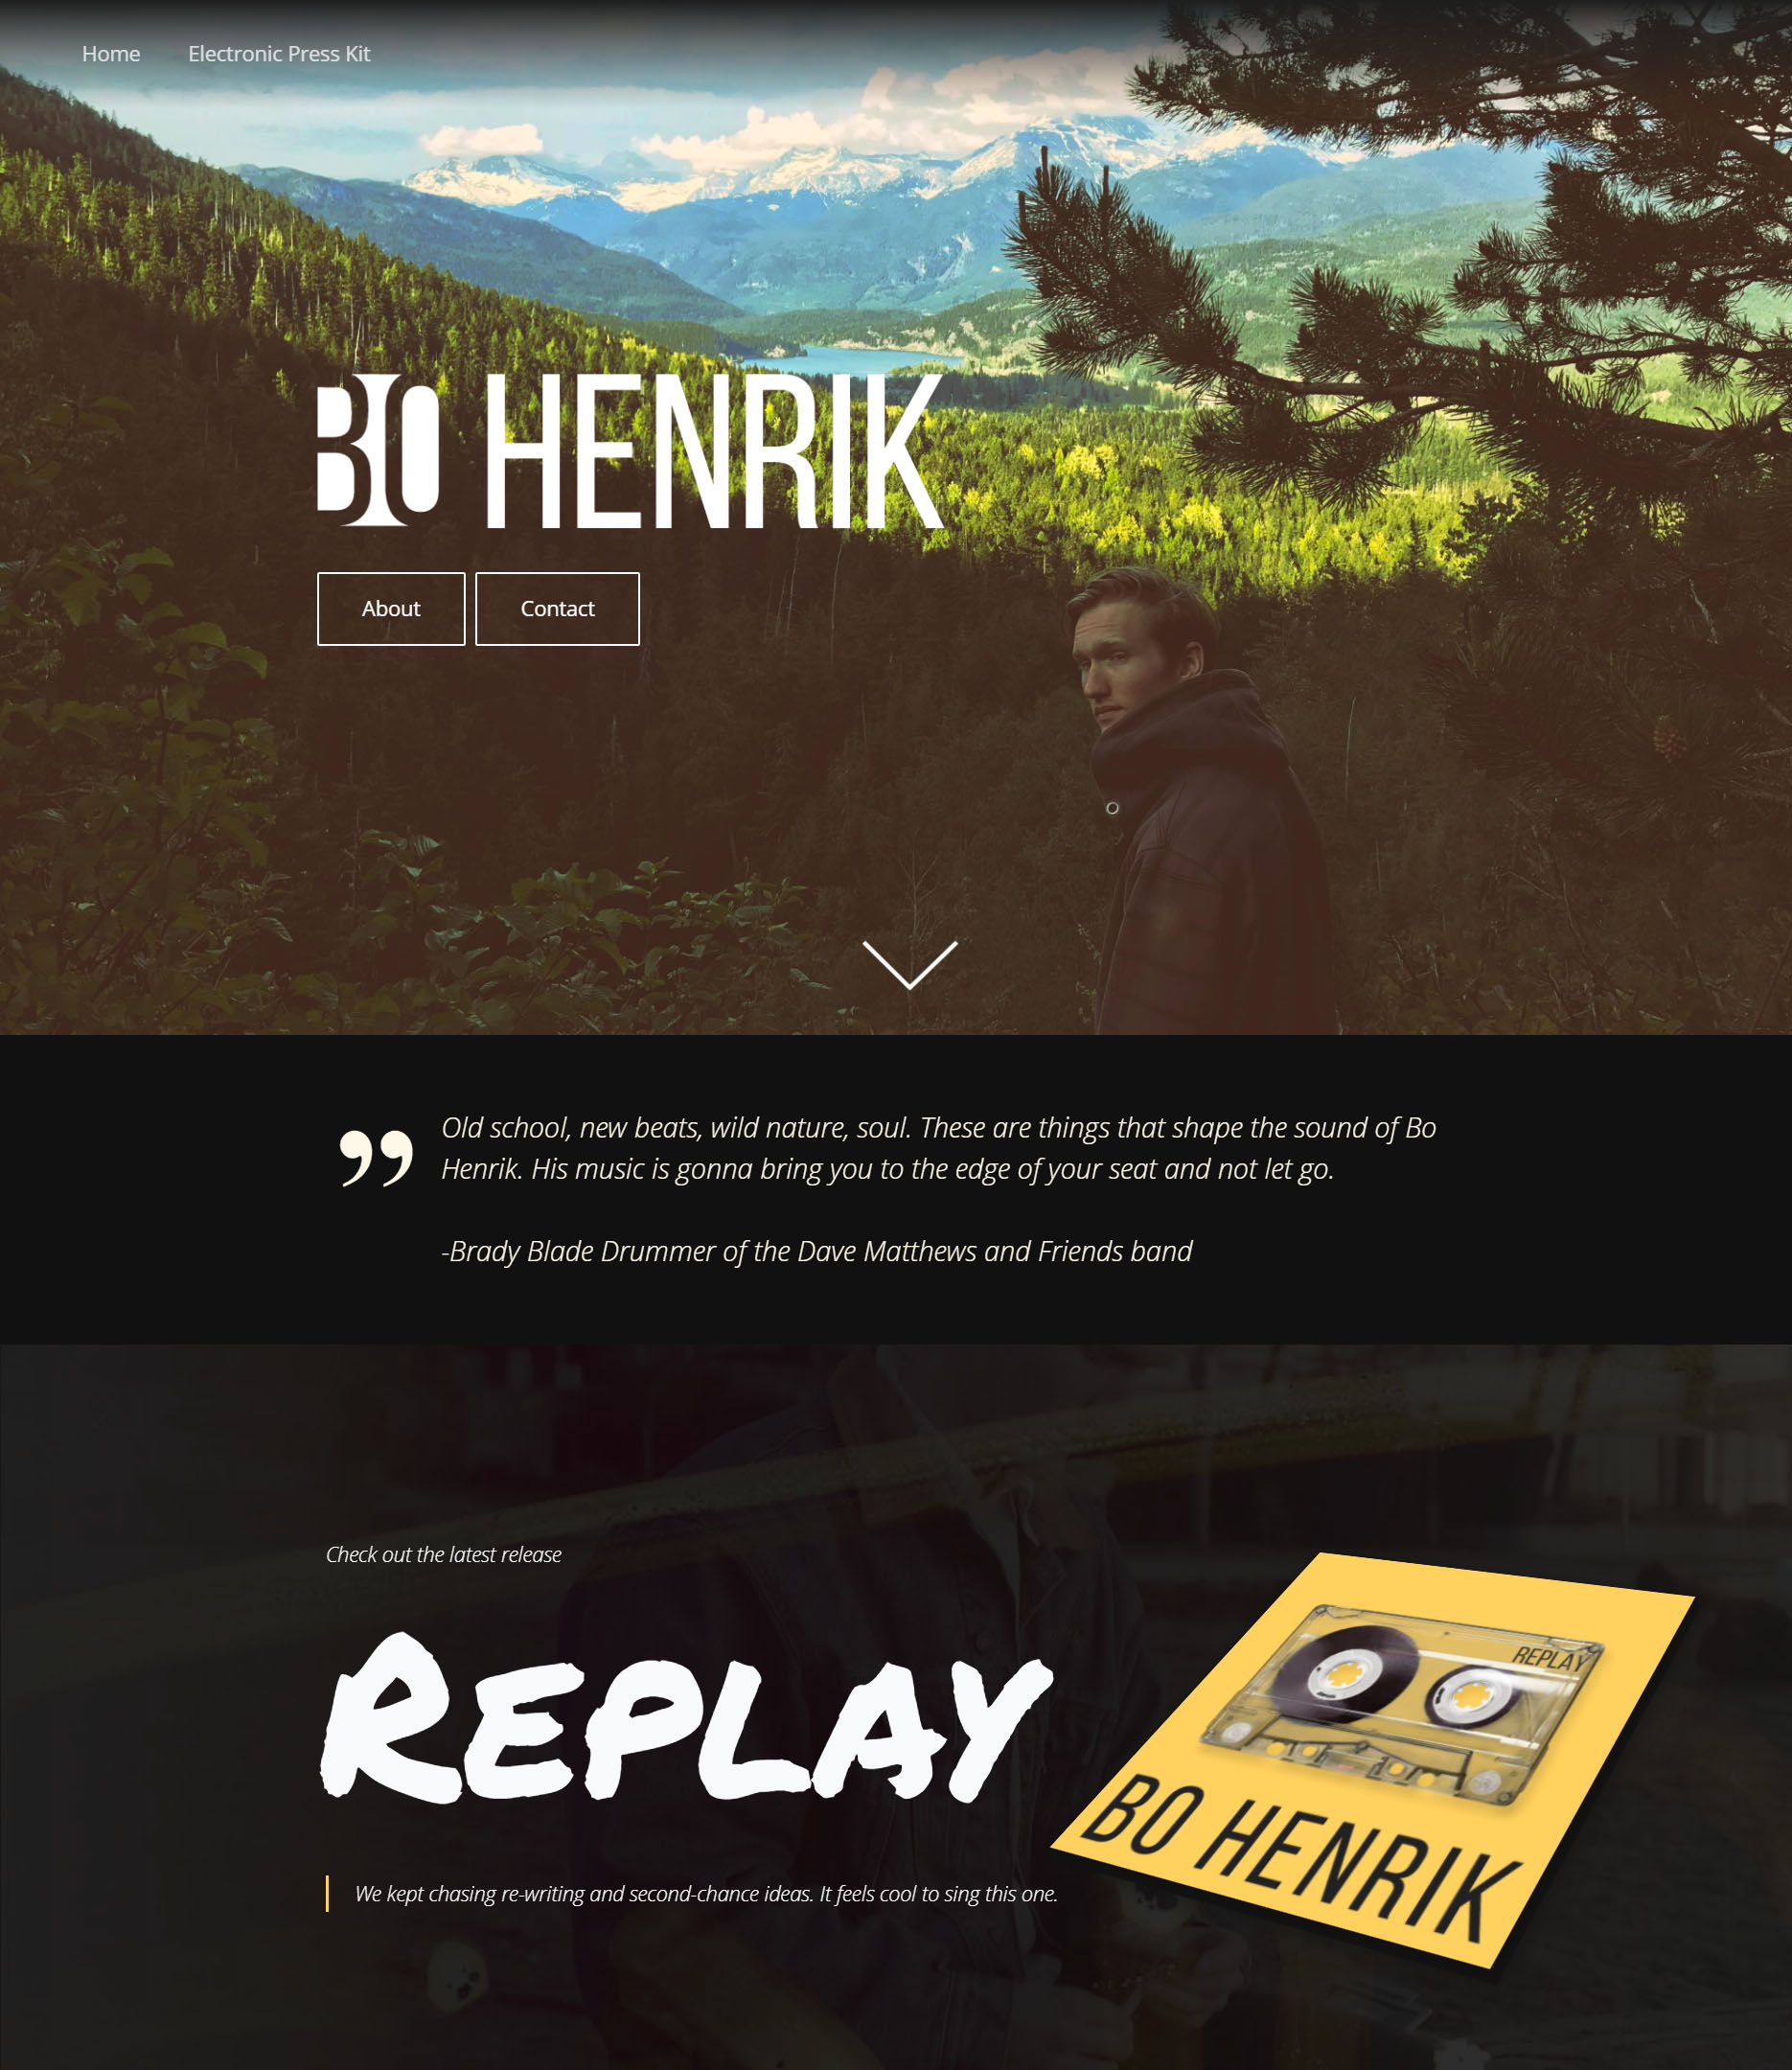 Home
Electronic Press Kit
BO HENRIK
About
Contact
Old school, new beats, wild nature, soul. These are things that shape the sound of Bo
Henrik. His music is gonna bring you to the edge of your seat and not let go.
-Brady Blade Drummer of the Dave Matthews and Friends band
Check out the latest release
REPLAY
REPLAY
BO HENRIK
We kept chasing re-writing and second-chance ideas. It feels cool to sing this one.